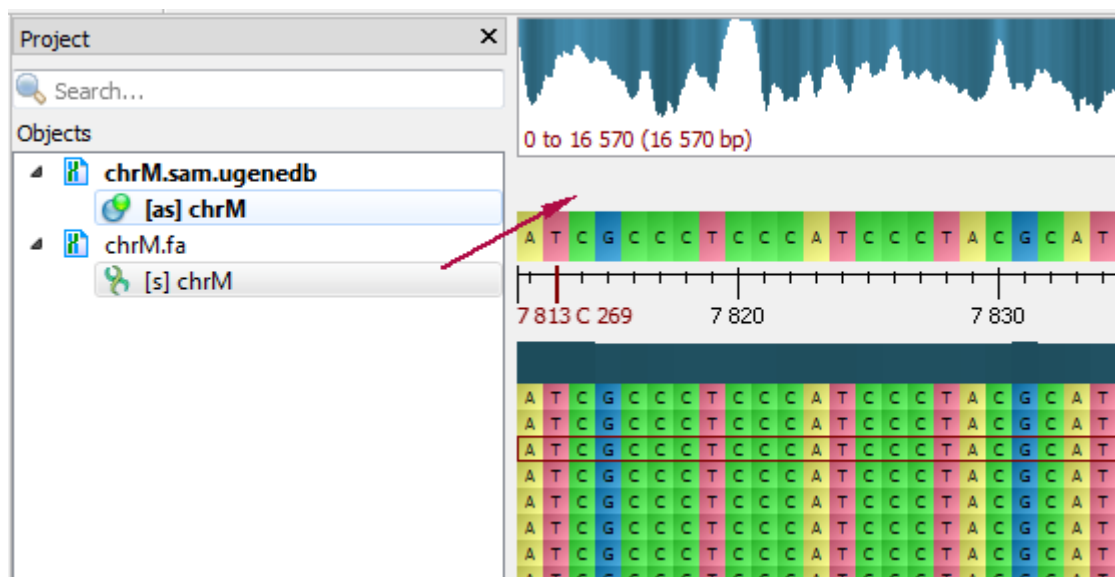 Project
Search...
Objects
chrM.sam.ugenedb
[as] chrM
chrM.fa
[s] chrM
0 to 16 570 (16 570 bp)
A T C G C C C T C C C A T C C C T A C G C A T
7 813 C 269 7 820 7 830
A T C G C C C T C C C A T C C C T A C G C A T
A T C G C C C T C C C A T C C C T A C G C A T
A T C G C C C T C C C A T C C C T A C G C A T
A T C G C C C T C C C A T C C C T A C G C A T
A T C G C C C T C C C A T C C C T A C G C A T
A T C G C C C T C C C A T C C C T A C G C A T
A T C G C C C T C C C A T C C C T A C G C A T